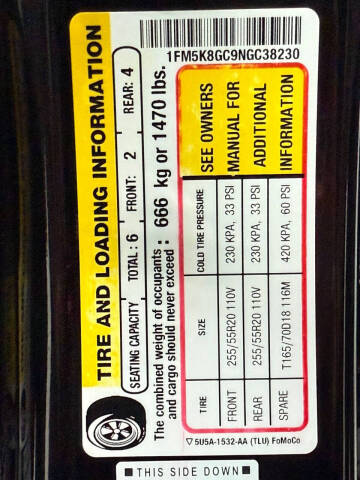 TIRE AND LOADING INFORMATION
SEATING CAPACITY TOTAL: 6 FRONT: 2 REAR: 4
The combined weight of occupants
and cargo should never exceed : 666 kg or 1470 lbs.
TIRE SIZE COLD TIRE PRESSURE SEE OWNERS
FRONT 255/55R20 110V 230 KPA, 33 PSI MANUAL FOR
REAR 255/55R20 110V 230 KPA, 33 PSI ADDITIONAL
SPARE T165/70D18 116M 420 KPA, 60 PSI INFORMATION
5U5A-1532-AA (TLU) FoMoCo
1FM5K8GC9NGC38230
THIS SIDE DOWN